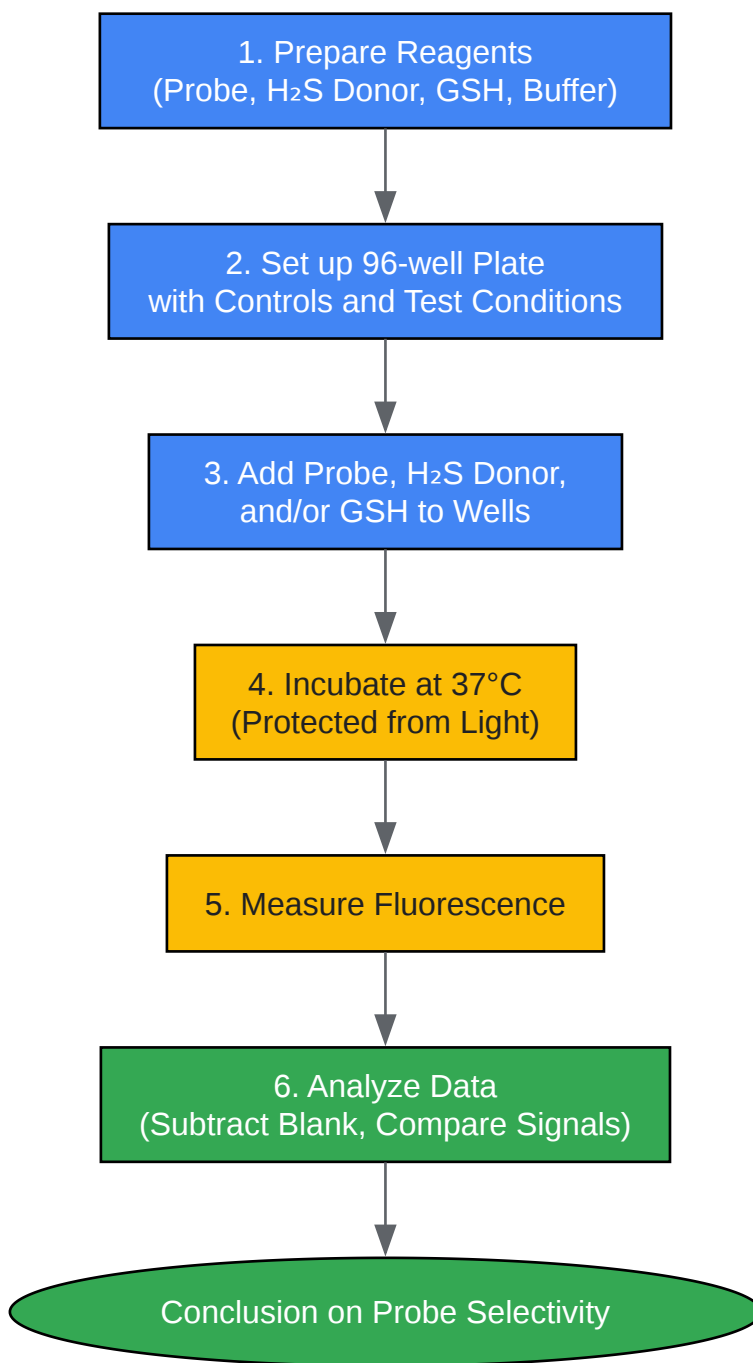 1. Prepare Reagents
(Probe, H₂S Donor, GSH, Buffer)
2. Set up 96-well Plate
with Controls and Test Conditions
3. Add Probe, H₂S Donor,
and/or GSH to Wells
4. Incubate at 37°C
(Protected from Light)
5. Measure Fluorescence
6. Analyze Data
(Subtract Blank, Compare Signals)
Conclusion on Probe Selectivity